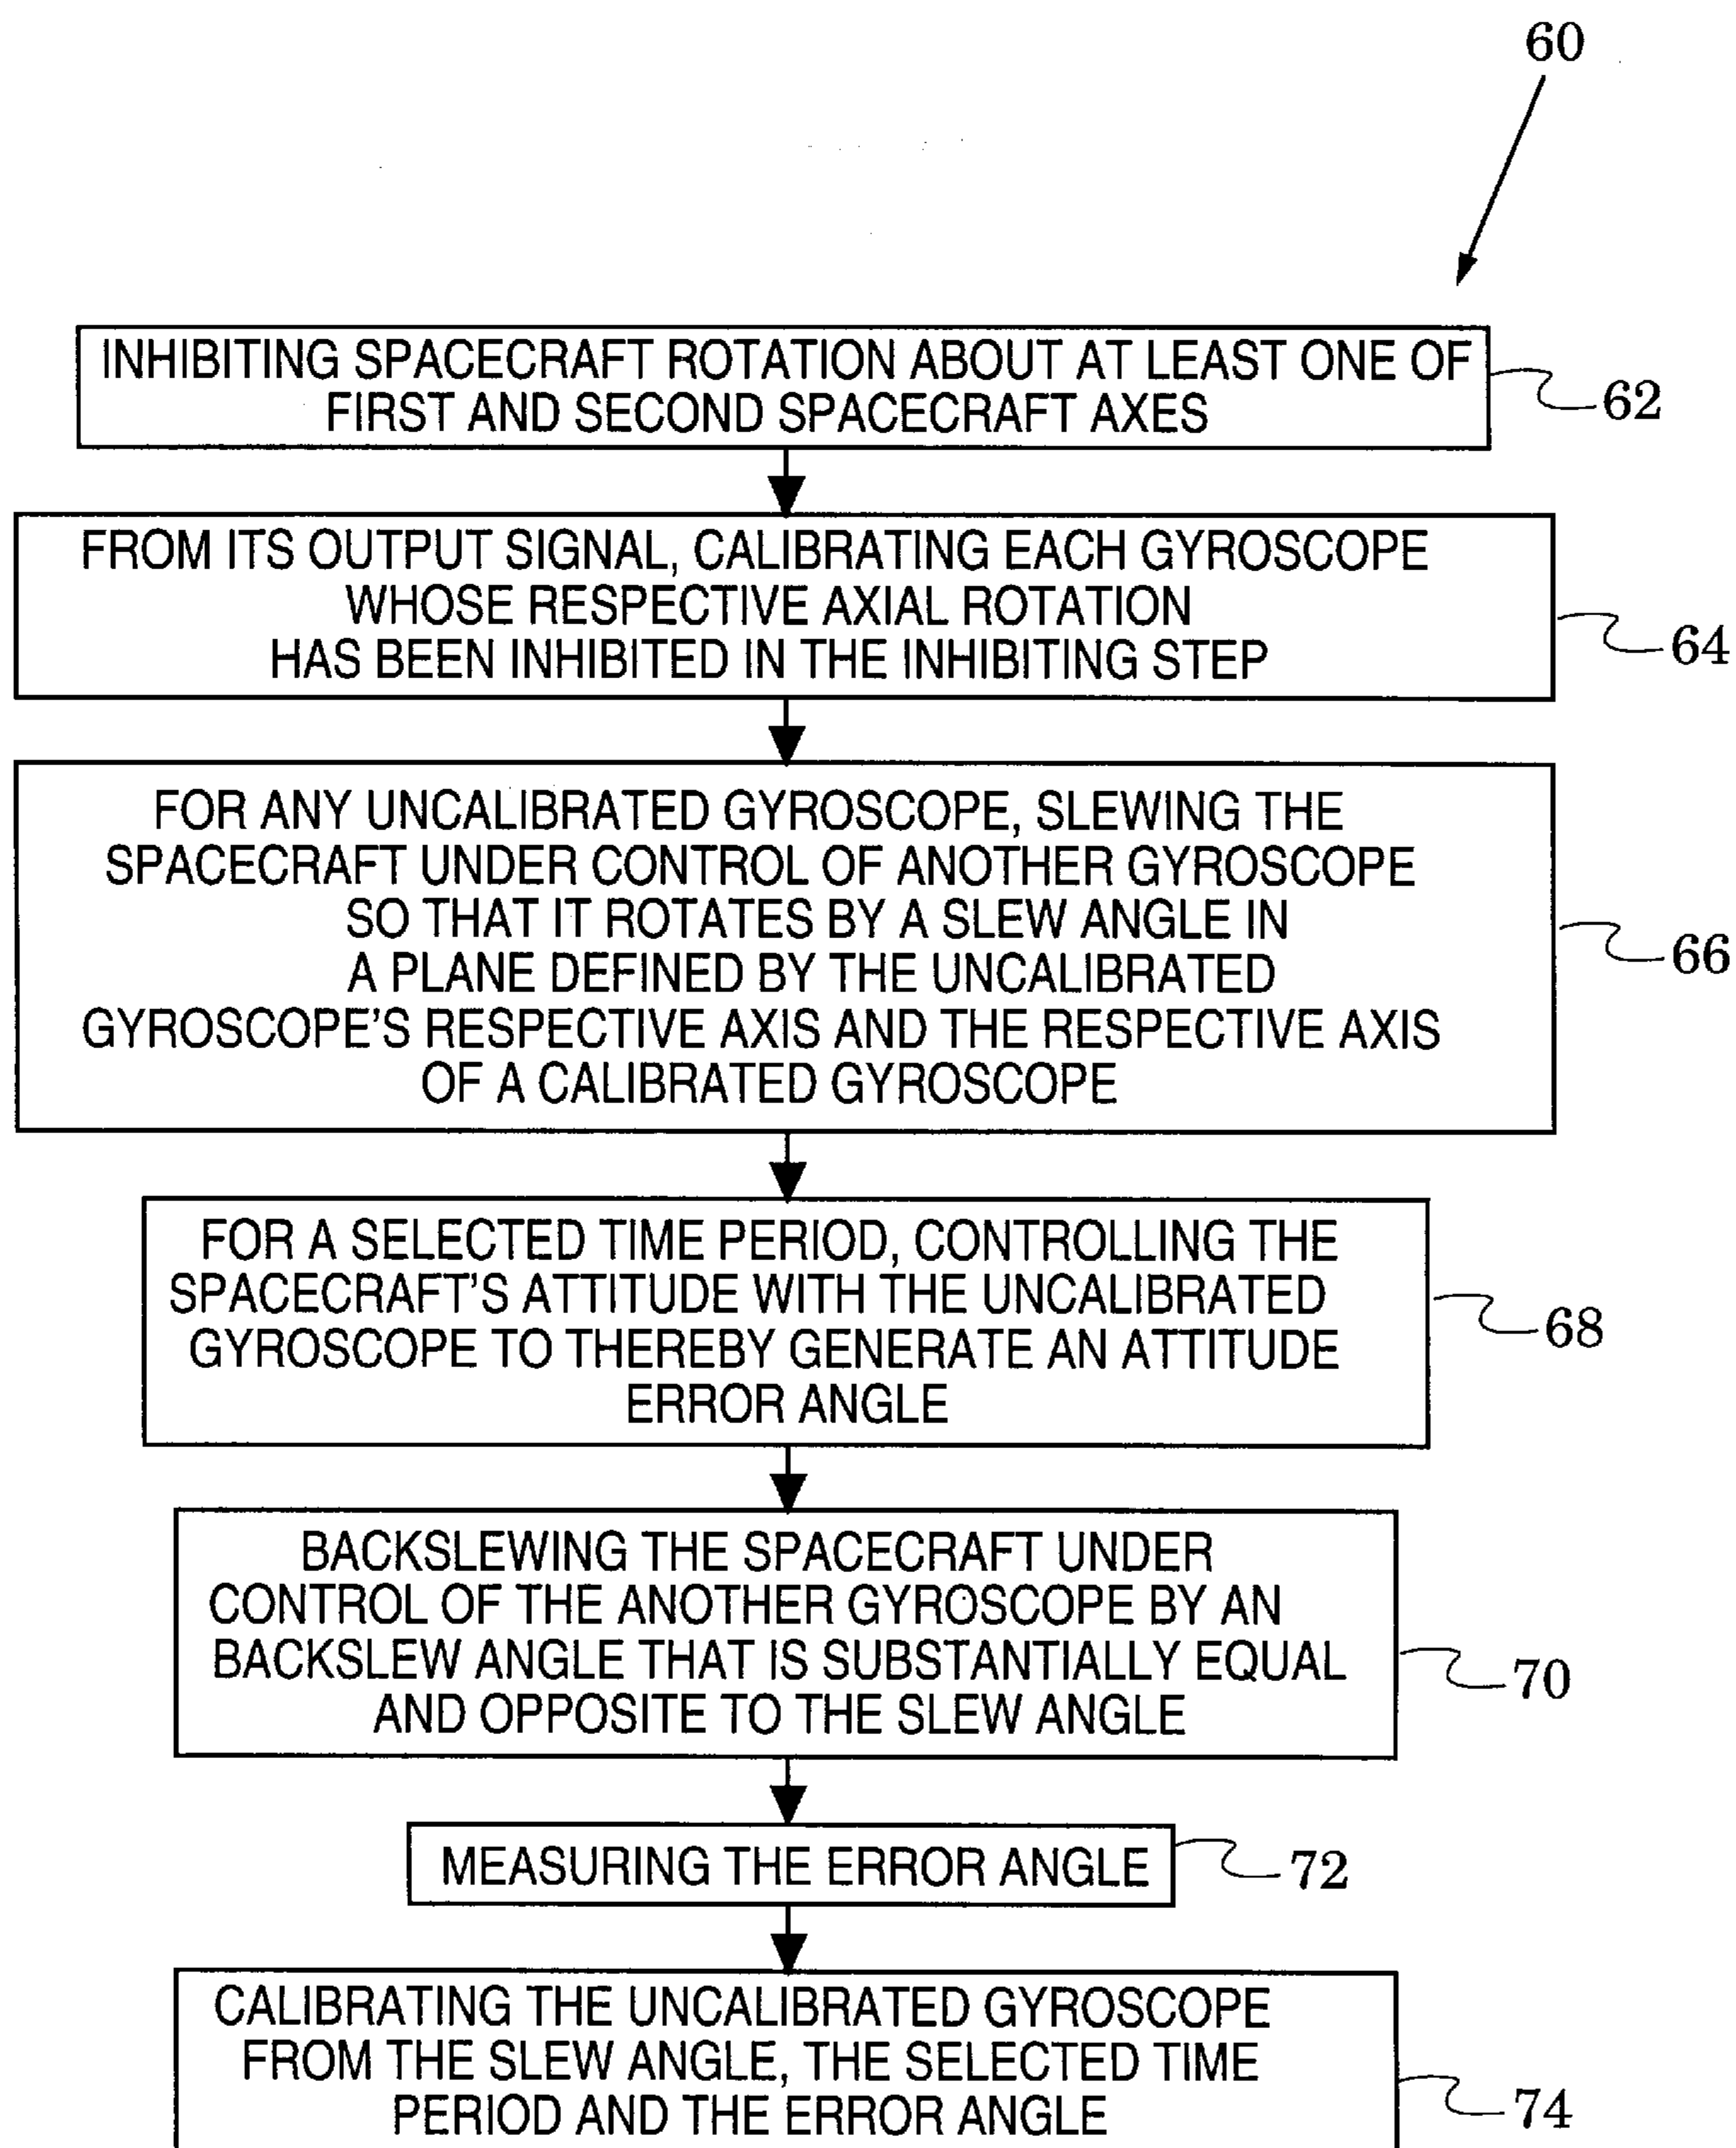 60
INHIBITING SPACECRAFT ROTATION ABOUT AT LEAST ONE OF
FIRST AND SECOND SPACECRAFT AXES
62
FROM ITS OUTPUT SIGNAL, CALIBRATING EACH GYROSCOPE
WHOSE RESPECTIVE AXIAL ROTATION
HAS BEEN INHIBITED IN THE INHIBITING STEP
64
FOR ANY UNCALIBRATED GYROSCOPE, SLEWING THE
SPACECRAFT UNDER CONTROL OF ANOTHER GYROSCOPE
SO THAT IT ROTATES BY A SLEW ANGLE IN
A PLANE DEFINED BY THE UNCALIBRATED
GYROSCOPE'S RESPECTIVE AXIS AND THE RESPECTIVE AXIS
OF A CALIBRATED GYROSCOPE
66
FOR A SELECTED TIME PERIOD, CONTROLLING THE
SPACECRAFT'S ATTITUDE WITH THE UNCALIBRATED
GYROSCOPE TO THEREBY GENERATE AN ATTITUDE
ERROR ANGLE
68
BACKSLEWING THE SPACECRAFT UNDER
CONTROL OF THE ANOTHER GYROSCOPE BY AN
BACKSLEW ANGLE THAT IS SUBSTANTIALLY EQUAL
AND OPPOSITE TO THE SLEW ANGLE
70
MEASURING THE ERROR ANGLE
72
CALIBRATING THE UNCALIBRATED GYROSCOPE
FROM THE SLEW ANGLE, THE SELECTED TIME
PERIOD AND THE ERROR ANGLE
74